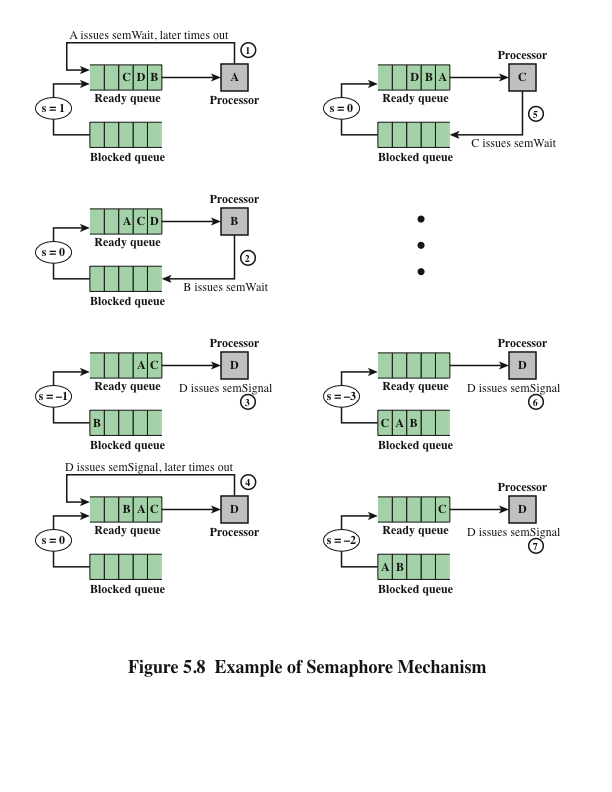 A issues semWait, later times out
1
C D B
A
Ready queue
Processor
s = 1
Blocked queue
Processor
A C D
B
Ready queue
s = 0
2
B issues semWait
Blocked queue
Processor
A C
D
Ready queue
D issues semSignal
s = –1
3
B
Blocked queue
D issues semSignal, later times out
4
B A C
D
Ready queue
Processor
s = 0
Blocked queue
Processor
D B A
C
Ready queue
s = 0
5
C issues semWait
Blocked queue
Processor
D
Ready queue
D issues semSignal
s = –3
6
C A B
Blocked queue
Processor
C
D
Ready queue
D issues semSignal
s = –2
7
A B
Blocked queue
Figure 5.8 Example of Semaphore Mechanism